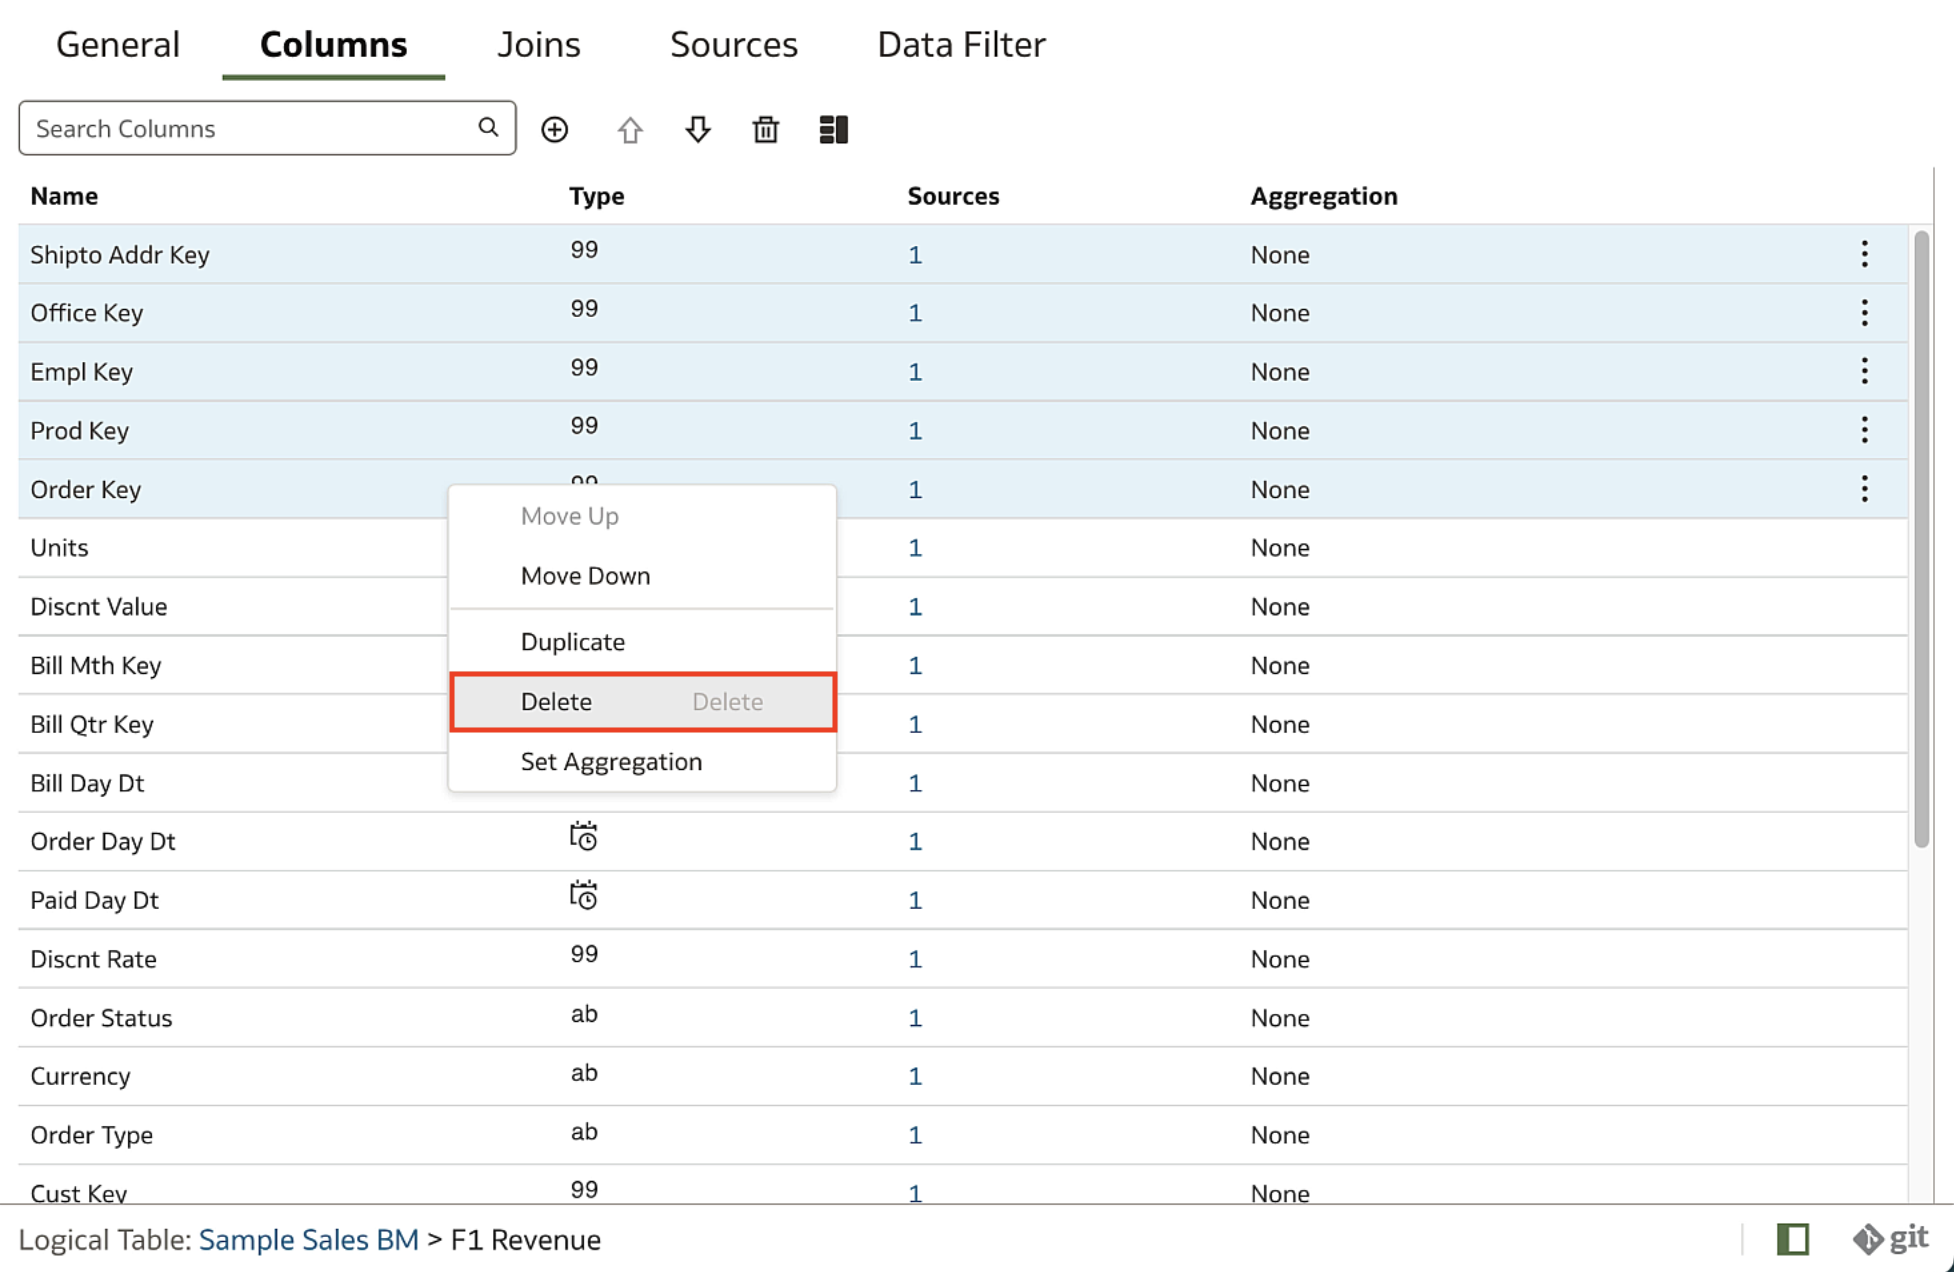 General Columns Joins Sources Data Filter
Search Columns
Name Type Sources Aggregation
Shipto Addr Key 99 1 None
Office Key 99 1 None
Empl Key 99 1 None
Prod Key 99 1 None
Order Key 99 1 None
Move Up
Units 1 None
Move Down
Discnt Value 1 None
Duplicate
Bill Mth Key 1 None
Delete Delete
Bill Qtr Key 1 None
Set Aggregation
Bill Day Dt 1 None
Order Day Dt 1 None
Paid Day Dt 1 None
Discnt Rate 99 1 None
Order Status ab 1 None
Currency ab 1 None
Order Type ab 1 None
Cust Key 99 1 None
Logical Table: Sample Sales BM > F1 Revenue git